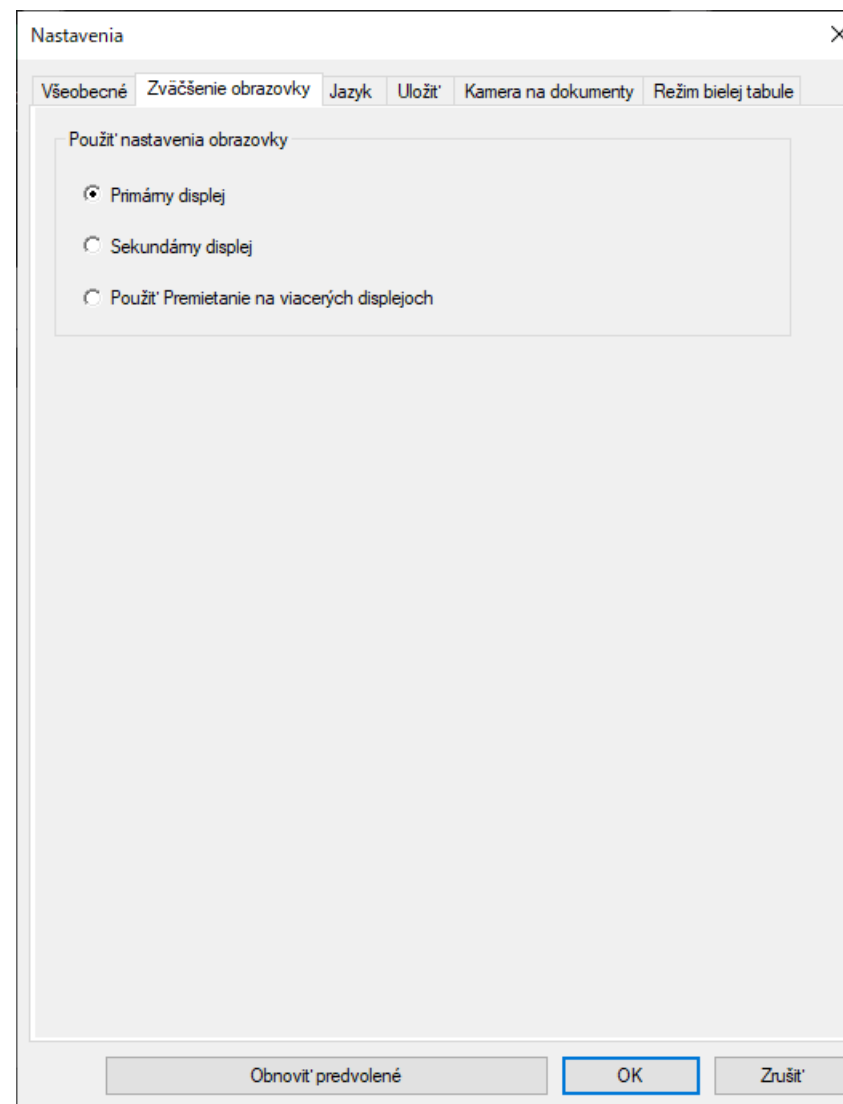 Nastavenia
Všeobecné Zväčšenie obrazovky Jazyk Uložiť Kamera na dokumenty Režim bielej tabule
Použiť nastavenia obrazovky
Primárny displej
Sekundárny displej
Použiť Premietanie na viacerých displejoch
Obnoviť predvolené OK Zrušiť